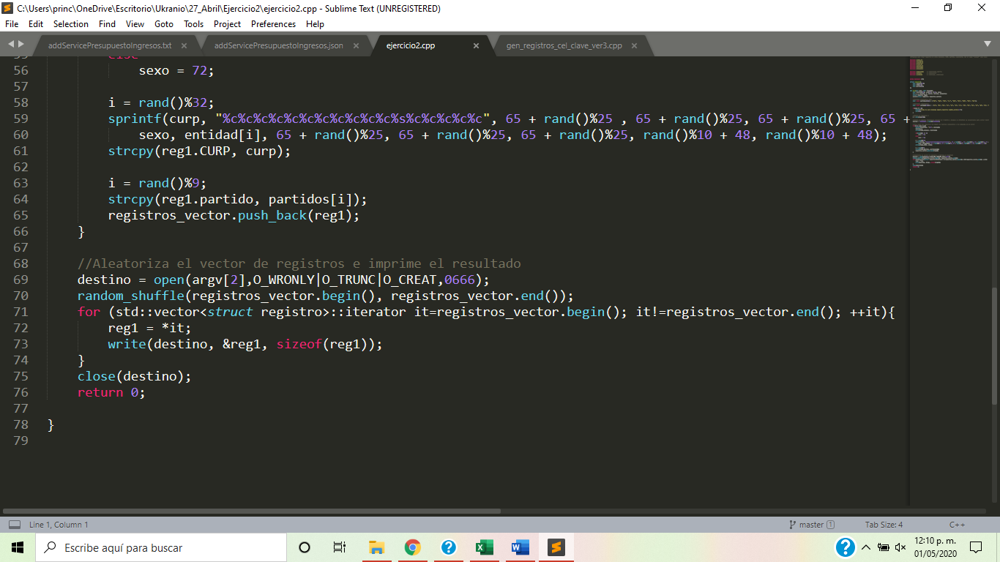 C:\Users\princ\OneDrive\Escritorio\Ukranio\27_Abril\Ejercicio2\ejercicio2.cpp - Sublime Text (UNREGISTERED)
File Edit Selection Find View Goto Tools Project Preferences Help
addServicePresupuestoIngresos.txt addServicePresupuestoIngresos.json ejercicio2.cpp gen_registros_cel_clave_ver3.cpp
55 else
56 sexo = 72;
57
58 i = rand()%32;
59 sprintf(curp, "%c%c%c%c%c%c%c%c%c%c%c%s%c%c%c%c%c", 65 + rand()%25 , 65 + rand()%25, 65 + rand()%25, 65 +
60 sexo, entidad[i], 65 + rand()%25, 65 + rand()%25, 65 + rand()%25, rand()%10 + 48, rand()%10 + 48);
61 strcpy(reg1.CURP, curp);
62
63 i = rand()%9;
64 strcpy(reg1.partido, partidos[i]);
65 registros_vector.push_back(reg1);
66 }
67
68 //Aleatoriza el vector de registros e imprime el resultado
69 destino = open(argv[2],O_WRONLY|O_TRUNC|O_CREAT,0666);
70 random_shuffle(registros_vector.begin(), registros_vector.end());
71 for (std::vector<struct registro>::iterator it=registros_vector.begin(); it!=registros_vector.end(); ++it){
72 reg1 = *it;
73 write(destino, &reg1, sizeof(reg1));
74 }
75 close(destino);
76 return 0;
77
78 }
79
Line 1, Column 1 master 1 Tab Size: 4 C++
Escribe aquí para buscar
12:10 p. m.
01/05/2020